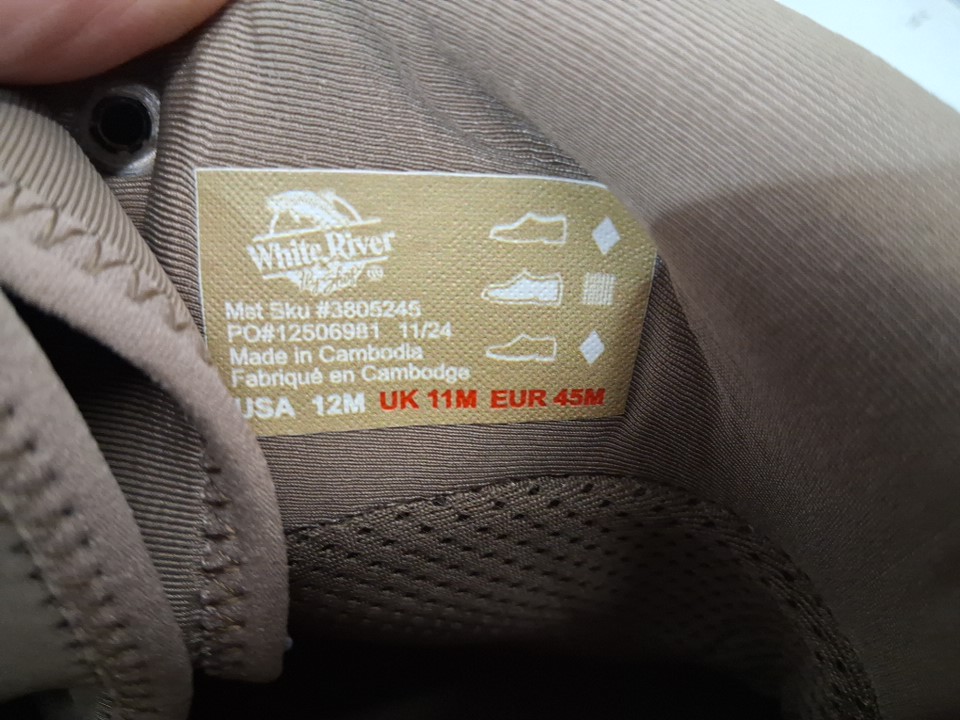 White River
Mst Sku #3805245
PO#12506981 11/24
Made in Cambodia
Fabriqué en Cambodge
USA 12M UK 11M EUR 45M